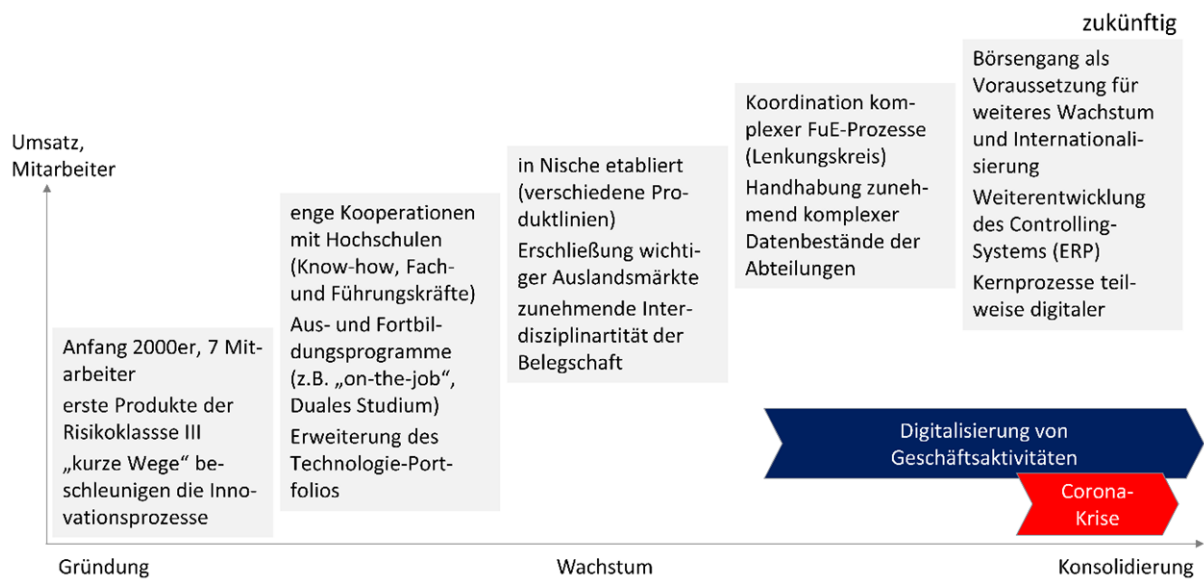 zukünftig
Umsatz,
Mitarbeiter
Anfang 2000er, 7 Mit-
arbeiter
erste Produkte der
Risikoklassse III
„kurze Wege“ be-
schleunigen die Inno-
vationsprozesse
enge Kooperationen
mit Hochschulen
(Know-how, Fach-
und Führungskräfte)
Aus- und Fortbil-
dungsprogramme
(z.B. „on-the-job“,
Duales Studium)
Erweiterung des
Technologie-Port-
folios
in Nische etabliert
(verschiedene Pro-
duktlinien)
Erschließung wichti-
ger Auslandsmärkte
zunehmende Inter-
disziplinartität der
Belegschaft
Koordination kom-
plexer FuE-Prozesse
(Lenkungskreis)
Handhabung zuneh-
mend komplexer
Datenbestände der
Abteilungen
Börsengang als
Voraussetzung für
weiteres Wachstum
und Internationali-
sierung
Weiterentwicklung
des Controlling-
Systems (ERP)
Kernprozesse teil-
weise digitaler
Digitalisierung von
Geschäftsaktivitäten
Corona-
Krise
Gründung
Wachstum
Konsolidierung